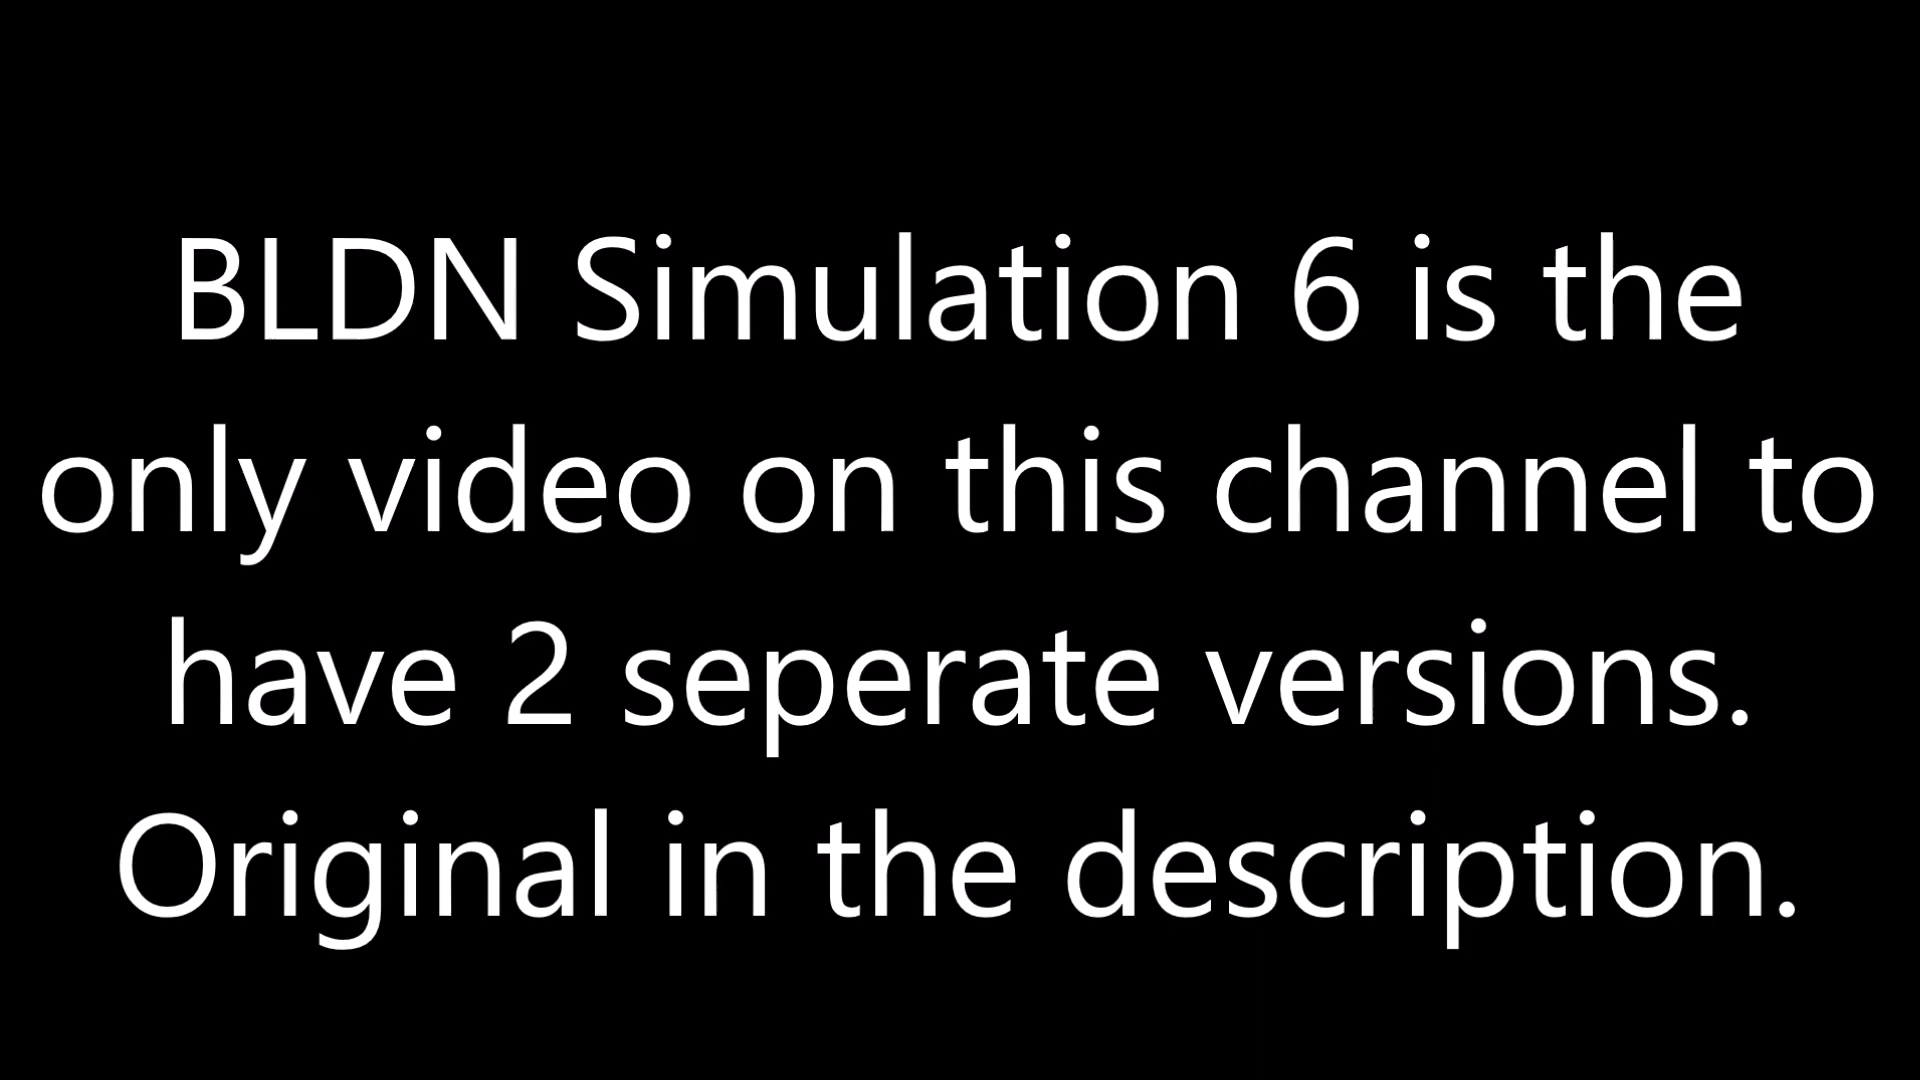 BLDN Simulation 6 is the
only video on this channel to
have 2 seperate versions.
Original in the description.